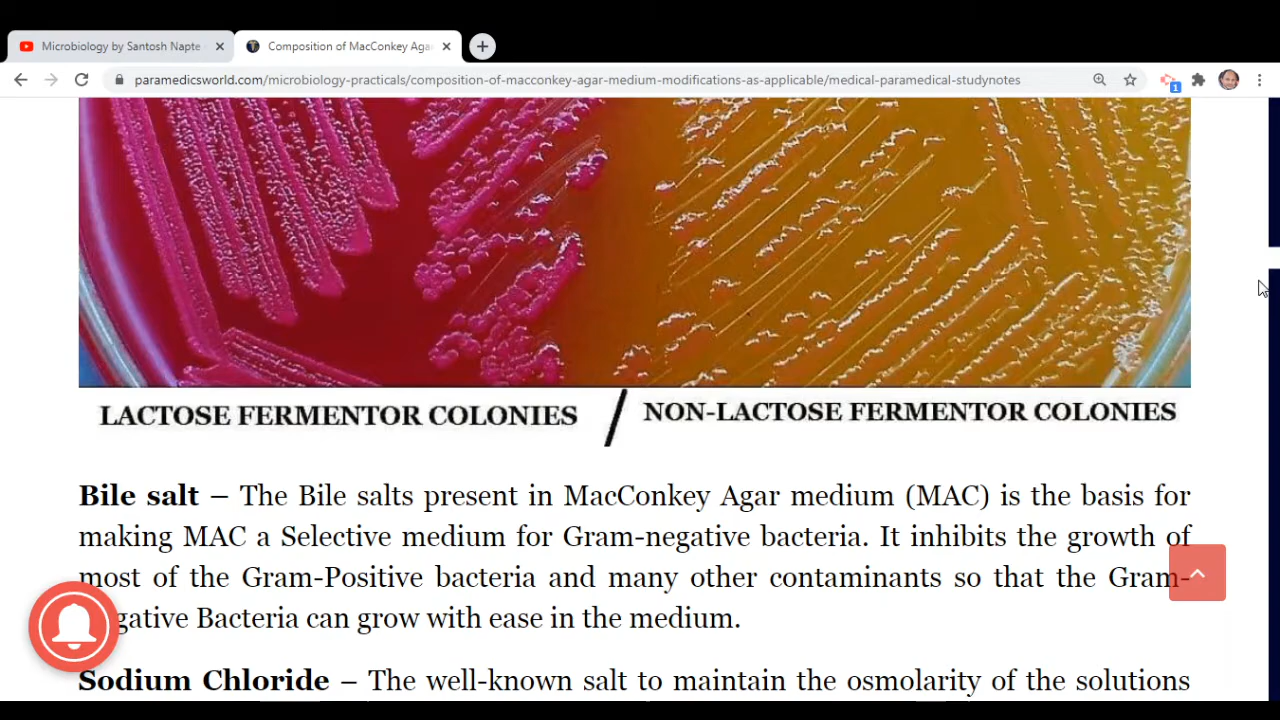 Microbiology by Santosh Napte
Composition of MacConkey Aga
paramedicsworld.com/microbiology-practicals/composition-of-macconkey-agar-medium-modifications-as-applicable/medical-paramedical-studynotes
1
LACTOSE FERMENTOR COLONIES / NON-LACTOSE FERMENTOR COLONIES
Bile salt – The Bile salts present in MacConkey Agar medium (MAC) is the basis for
making MAC a Selective medium for Gram-negative bacteria. It inhibits the growth of
most of the Gram-Positive bacteria and many other contaminants so that the Gram-
gative Bacteria can grow with ease in the medium.
Sodium Chloride – The well-known salt to maintain the osmolarity of the solutions